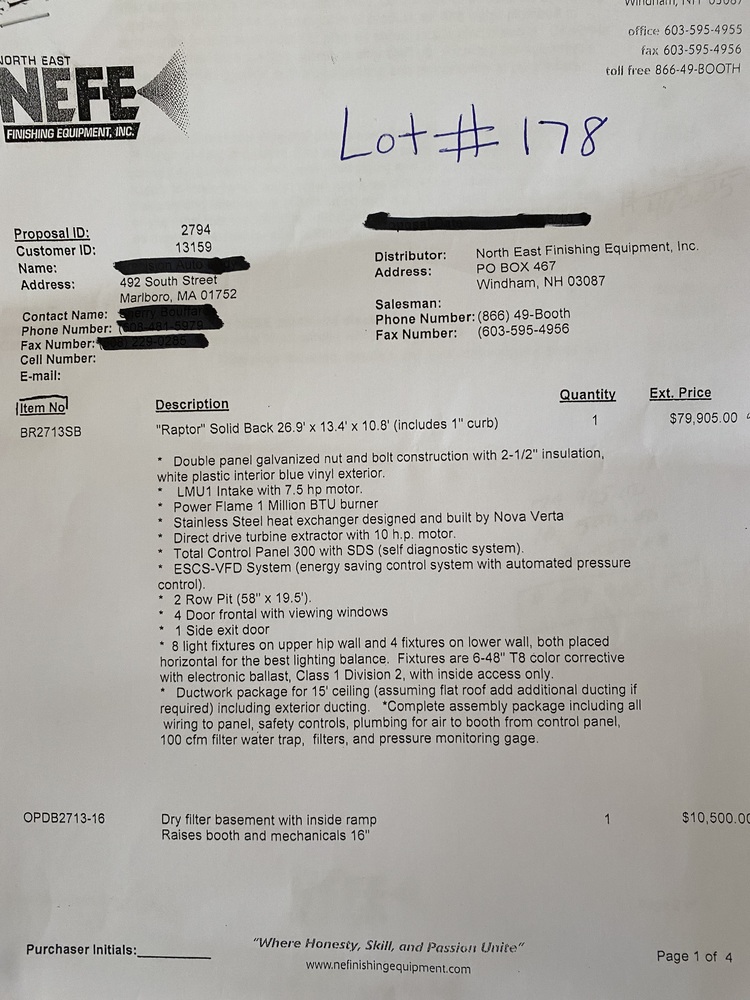 office 603-595-4955
fax 603-595-4956
toll free 866-49-BOOTH
NORTH EAST
NEFE
FINISHING EQUIPMENT, INC.
Lot # 178
Proposal ID: 2794
Customer ID: 13159
Name:
Address: 492 South Street
Marlboro, MA 01752
Contact Name:
Phone Number:
Fax Number:
Cell Number:
E-mail:
Distributor: North East Finishing Equipment, Inc.
Address: PO BOX 467
Windham, NH 03087
Salesman:
Phone Number: (866) 49-Booth
Fax Number: (603-595-4956
Item No Description Quantity Ext. Price
BR2713SB "Raptor" Solid Back 26.9' x 13.4' x 10.8' (includes 1" curb) 1 $79,905.00
* Double panel galvanized nut and bolt construction with 2-1/2" insulation,
white plastic interior blue vinyl exterior.
* LMU1 Intake with 7.5 hp motor.
* Power Flame 1 Million BTU burner
* Stainless Steel heat exchanger designed and built by Nova Verta
* Direct drive turbine extractor with 10 h.p. motor.
* Total Control Panel 300 with SDS (self diagnostic system).
* ESCS-VFD System (energy saving control system with automated pressure
control).
* 2 Row Pit (58" x 19.5').
* 4 Door frontal with viewing windows
* 1 Side exit door
* 8 light fixtures on upper hip wall and 4 fixtures on lower wall, both placed
horizontal for the best lighting balance. Fixtures are 6-48" T8 color corrective
with electronic ballast, Class 1 Division 2, with inside access only.
* Ductwork package for 15' ceiling (assuming flat roof add additional ducting if
required) including exterior ducting. *Complete assembly package including all
wiring to panel, safety controls, plumbing for air to booth from control panel,
100 cfm filter water trap, filters, and pressure monitoring gage.
OPDB2713-16 Dry filter basement with inside ramp 1 $10,500.00
Raises booth and mechanicals 16"
Purchaser Initials:
"Where Honesty, Skill, and Passion Unite"
www.nefinishingequipment.com
Page 1 of 4